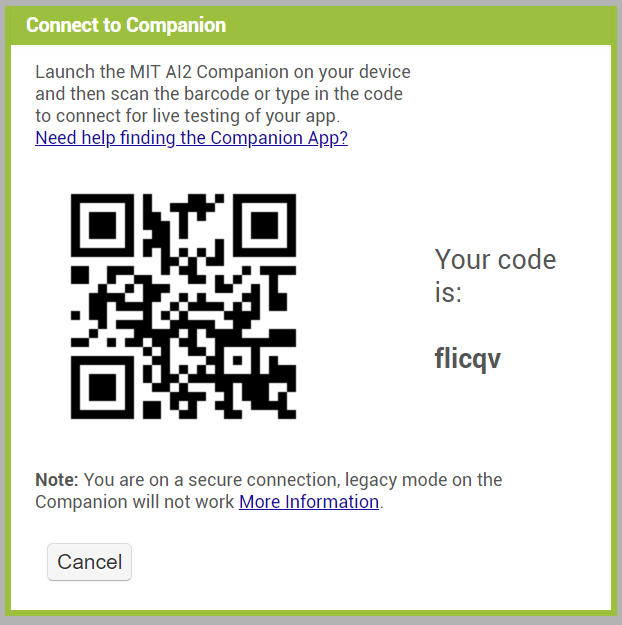 Connect to Companion
Launch the MIT AI2 Companion on your device
and then scan the barcode or type in the code
to connect for live testing of your app.
Need help finding the Companion App?
Your code
is:
flicqv
Note: You are on a secure connection, legacy mode on the
Companion will not work More Information.
Cancel